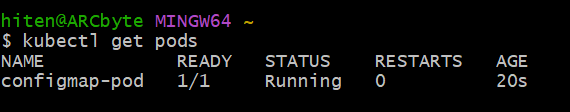 hiten@ARCbyte MINGW64 ~
$ kubectl get pods
NAME READY STATUS RESTARTS AGE
configmap-pod 1/1 Running 0 20s